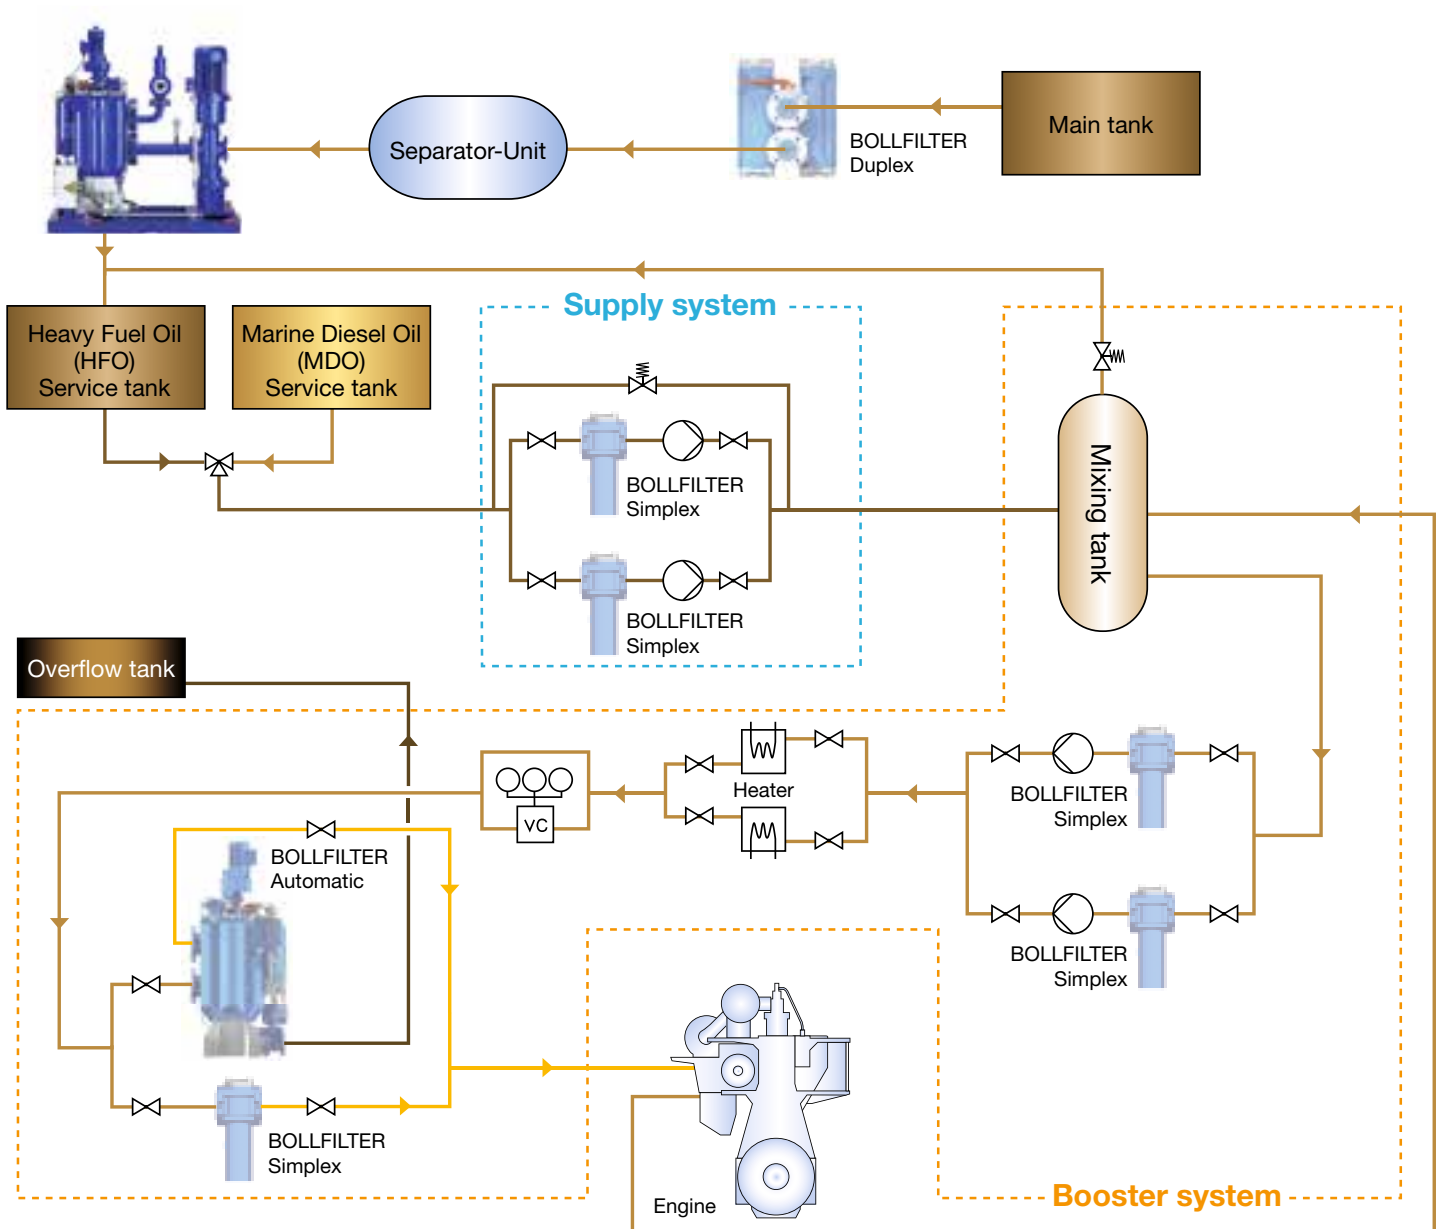 Separator-Unit
BOLLFILTER
Duplex
Main tank
Supply system
Heavy Fuel Oil
(HFO)
Service tank
Marine Diesel Oil
(MDO)
Service tank
BOLLFILTER
Simplex
Mixing tank
BOLLFILTER
Simplex
Overflow tank
Heater
VC
BOLLFILTER
Simplex
BOLLFILTER
Automatic
BOLLFILTER
Simplex
BOLLFILTER
Simplex
Engine
Booster system